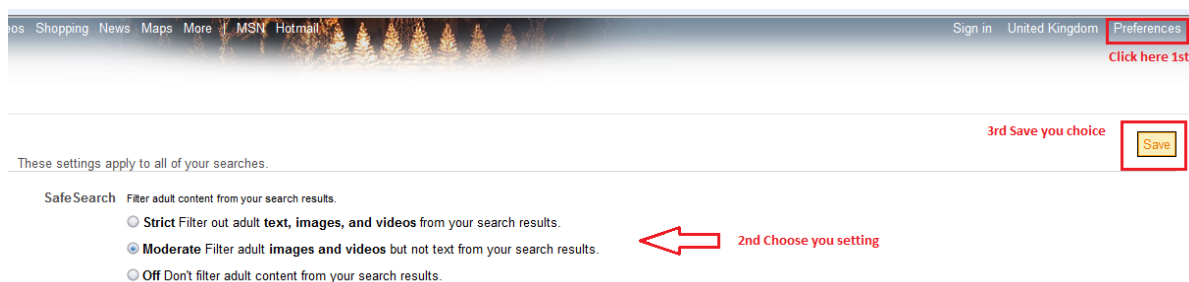 eos Shopping News Maps More | MSN Hotmail Sign in United Kingdom Preferences
Click here 1st
3rd Save you choice
Save
These settings apply to all of your searches.
SafeSearch Filter adult content from your search results.
Strict Filter out adult text, images, and videos from your search results.
Moderate Filter adult images and videos but not text from your search results.
2nd Choose you setting
Off Don't filter adult content from your search results.